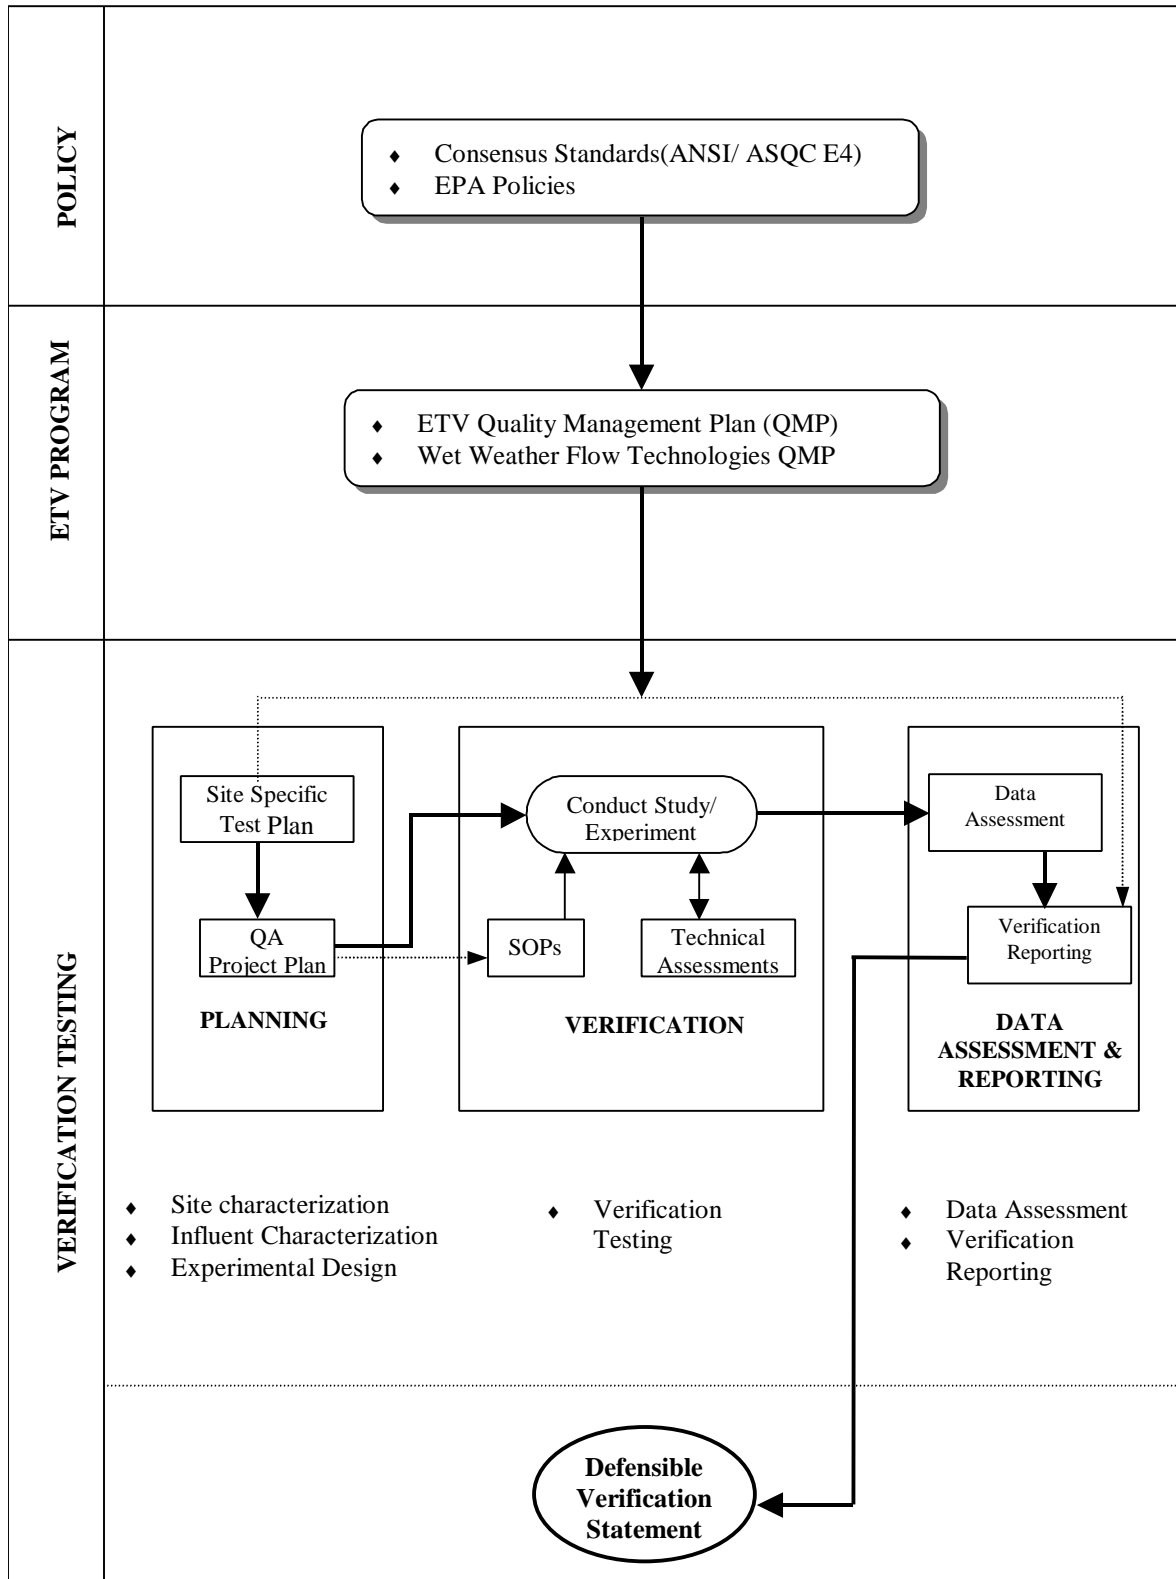 POLICY
Consensus Standards(ANSI/ ASQC E4)
EPA Policies
ETV PROGRAM
ETV Quality Management Plan (QMP)
Wet Weather Flow Technologies QMP
VERIFICATION TESTING
Site Specific
Test Plan
QA
Project Plan
PLANNING
Conduct Study/
Experiment
SOPs
Technical
Assessments
VERIFICATION
Data
Assessment
Verification
Reporting
DATA
ASSESSMENT &
REPORTING
Site characterization
Influent Characterization
Experimental Design
Verification
Testing
Data Assessment
Verification
Reporting
Defensible
Verification
Statement